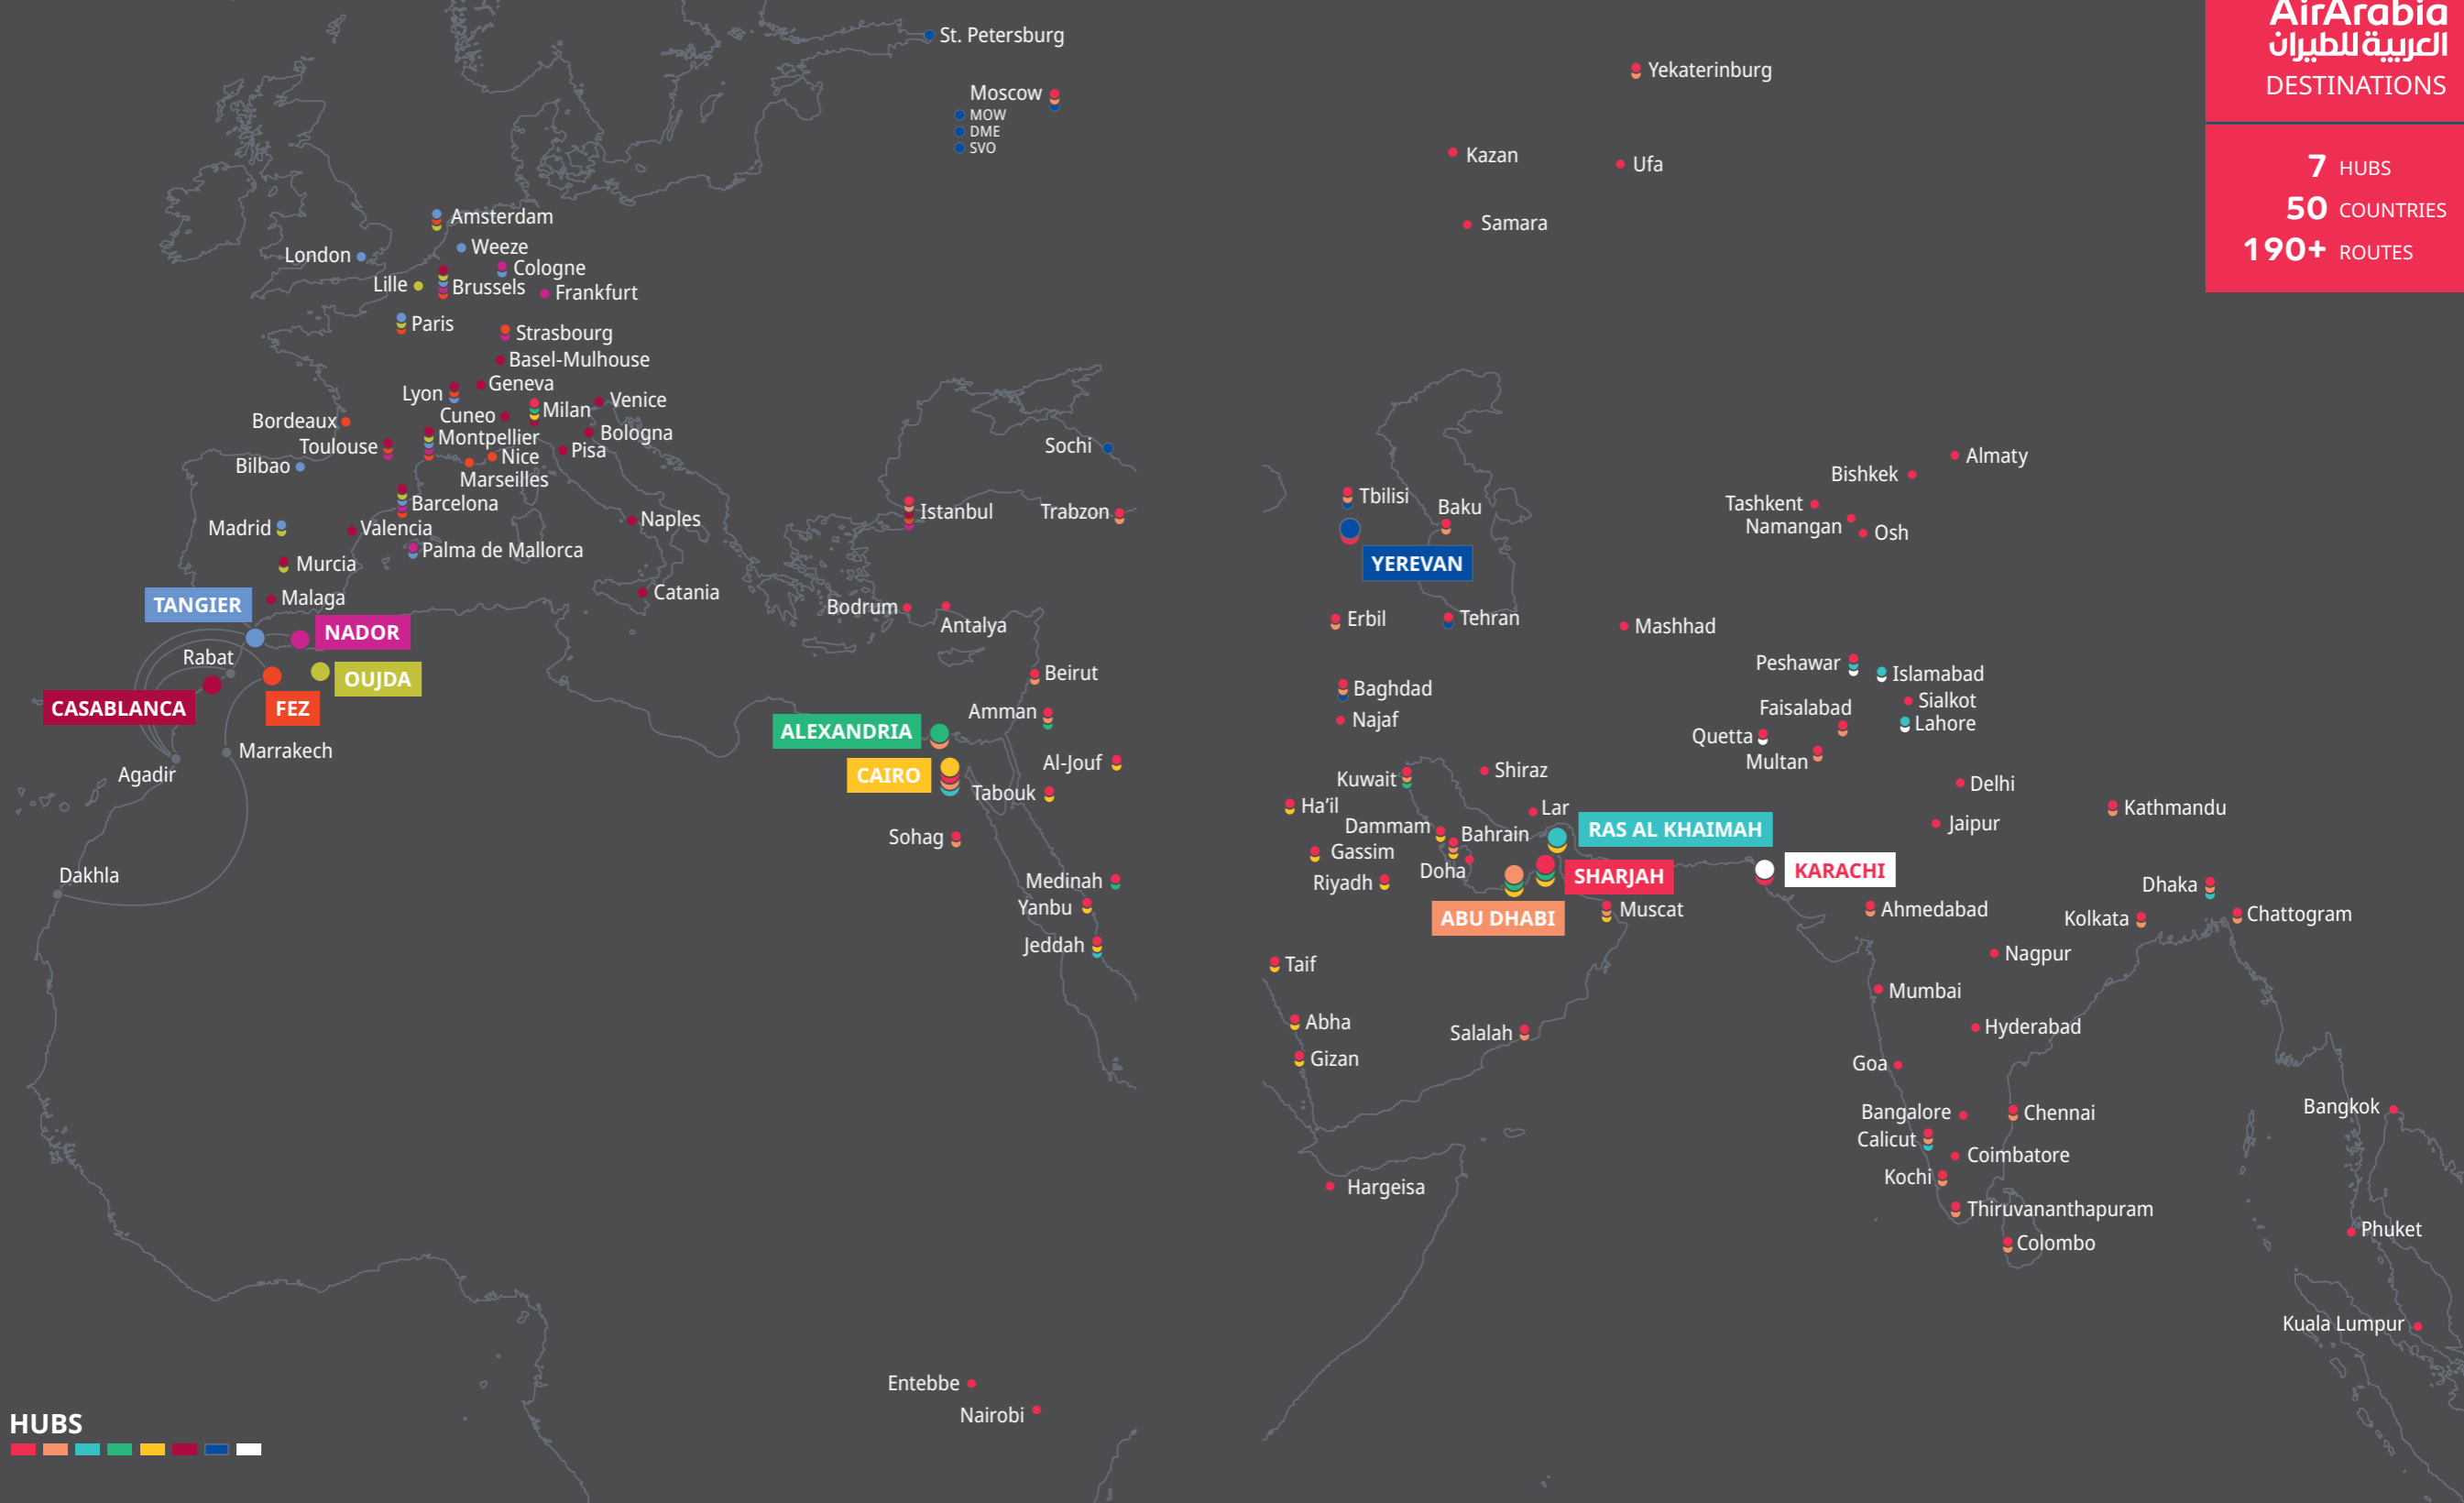 AirArabia
العربية للطيران
DESTINATIONS
7 HUBS
50 COUNTRIES
190+ ROUTES
St. Petersburg
Moscow
MOW
DME
SVO
Yekaterinburg
Kazan
Ufa
Samara
Amsterdam
Weeze
London
Cologne
Lille
Brussels
Frankfurt
Paris
Strasbourg
Basel-Mulhouse
Geneva
Lyon
Venice
Cuneo
Milan
Bordeaux
Bologna
Montpellier
Toulouse
Pisa
Nice
Bilbao
Marseilles
Barcelona
Madrid
Valencia
Naples
Palma de Mallorca
Murcia
Catania
Malaga
TANGIER
NADOR
Rabat
OUJDA
CASABLANCA
FEZ
Marrakech
Agadir
Dakhla
Sochi
Istanbul
Trabzon
Bodrum
Antalya
Beirut
Amman
ALEXANDRIA
CAIRO
Al-Jouf
Tabouk
Sohag
Medinah
Yanbu
Jeddah
Entebbe
Nairobi
Tbilisi
Baku
YEREVAN
Erbil
Tehran
Mashhad
Baghdad
Najaf
Kuwait
Shiraz
Ha’il
Lar
Dammam
Bahrain
RAS AL KHAIMAH
Gassim
Doha
Riyadh
SHARJAH
ABU DHABI
Muscat
Taif
Abha
Salalah
Gizan
Hargeisa
Almaty
Bishkek
Tashkent
Namangan
Osh
Peshawar
Islamabad
Sialkot
Faisalabad
Lahore
Quetta
Multan
Delhi
Kathmandu
Jaipur
KARACHI
Dhaka
Ahmedabad
Kolkata
Chattogram
Nagpur
Mumbai
Hyderabad
Goa
Bangalore
Chennai
Bangkok
Calicut
Coimbatore
Kochi
Thiruvananthapuram
Phuket
Colombo
Kuala Lumpur
HUBS